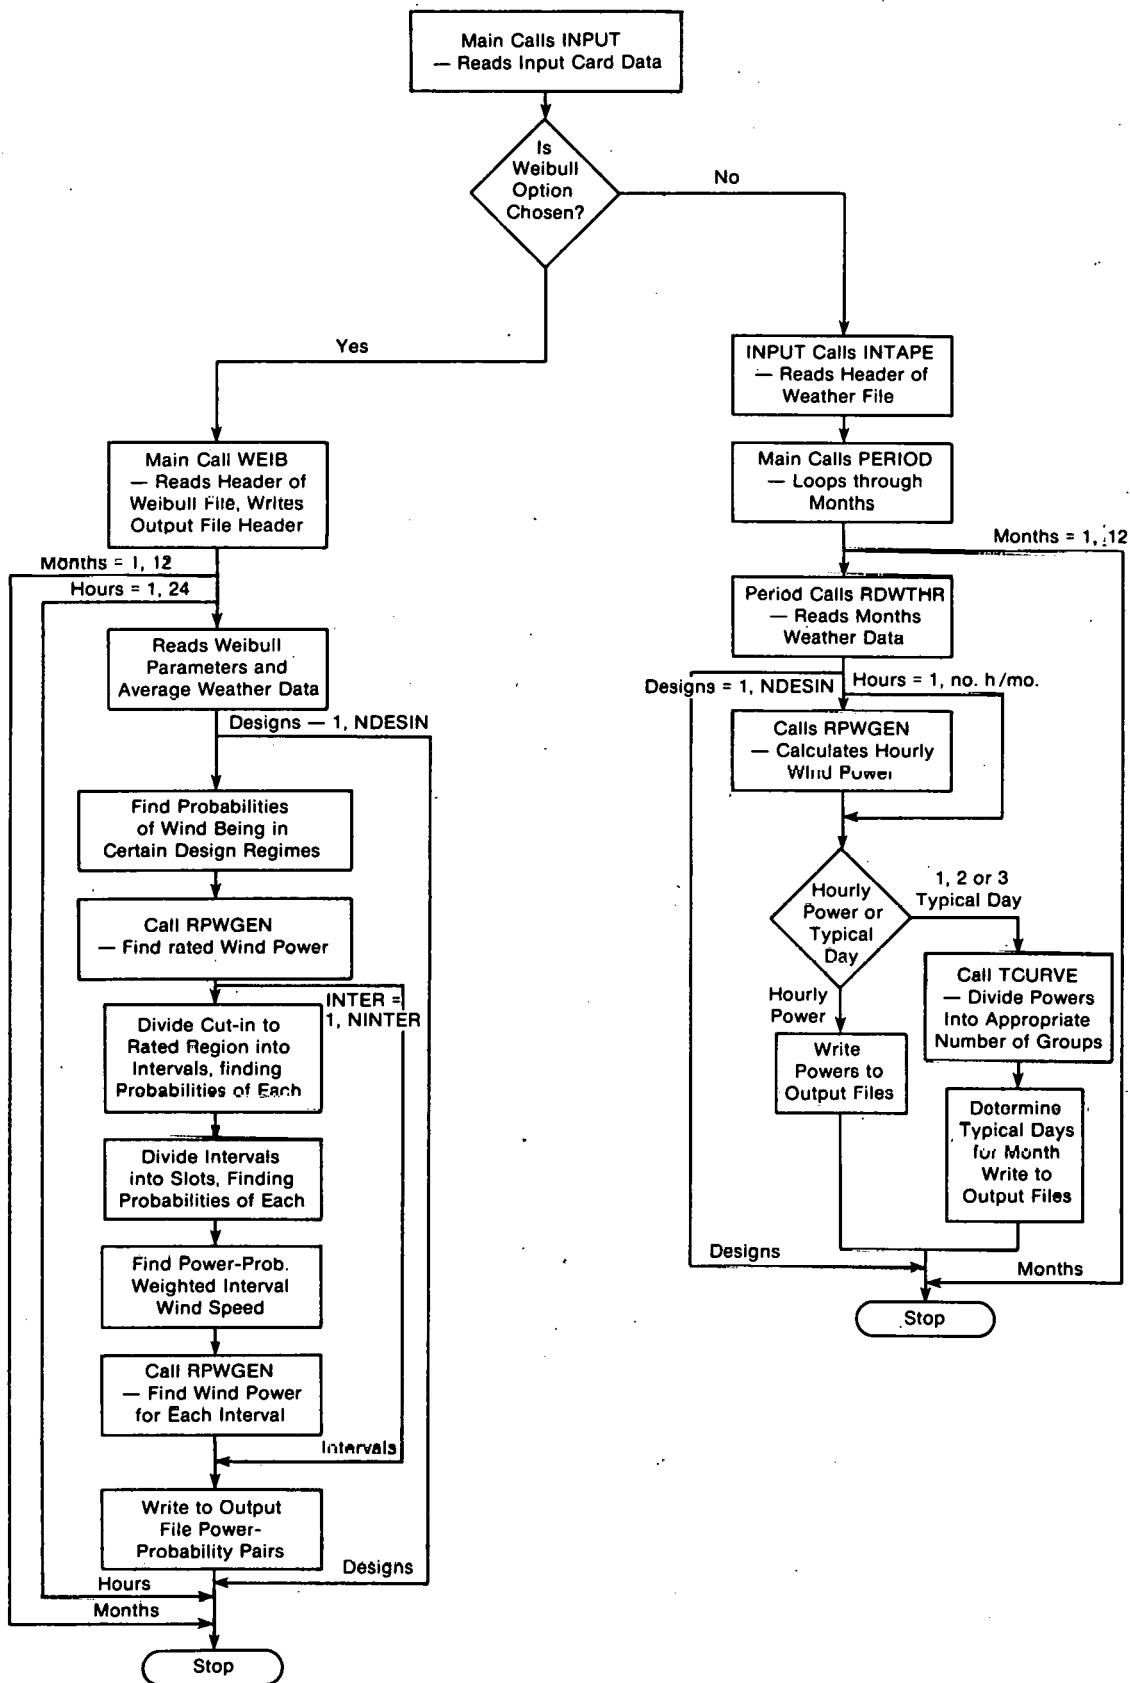 Main Calls INPUT
— Reads Input Card Data
Is
Weibull
Option
Chosen?
No
Yes
INPUT Calls INTAPE
— Reads Header of
Weather File
Main Calls PERIOD
— Loops through
Months
Months = 1, 12
Period Calls RDWTHR
— Reads Months
Weather Data
Designs = 1, NDESIN
Hours = 1, no. h/mo.
Calls RPWGEN
— Calculates Hourly
Wind Power
Hourly
Power or
Typical
Day
1, 2 or 3
Typical Day
Hourly
Power
Call TCURVE
— Divide Powers
Into Appropriate
Number of Groups
Write
Powers to
Output Files
Determine
Typical Days
for Month
Write to
Output Files
Designs
Months
Stop
Main Call WEIB
— Reads Header of
Weibull File, Writes
Output File Header
Months = 1, 12
Hours = 1, 24
Reads Weibull
Parameters and
Average Weather Data
Designs — 1, NDESIN
Find Probabilities
of Wind Being in
Certain Design Regimes
Call RPWGEN
— Find rated Wind Power
INTER =
1, NINTER
Divide Cut-in to
Rated Region into
Intervals, finding
Probabilities of Each
Divide Intervals
into Slots, Finding
Probabilities of Each
Find Power-Prob.
Weighted Interval
Wind Speed
Call RPWGEN
— Find Wind Power
for Each Interval
Intervals
Write to Output
File Power-
Probability Pairs
Designs
Hours
Months
Stop